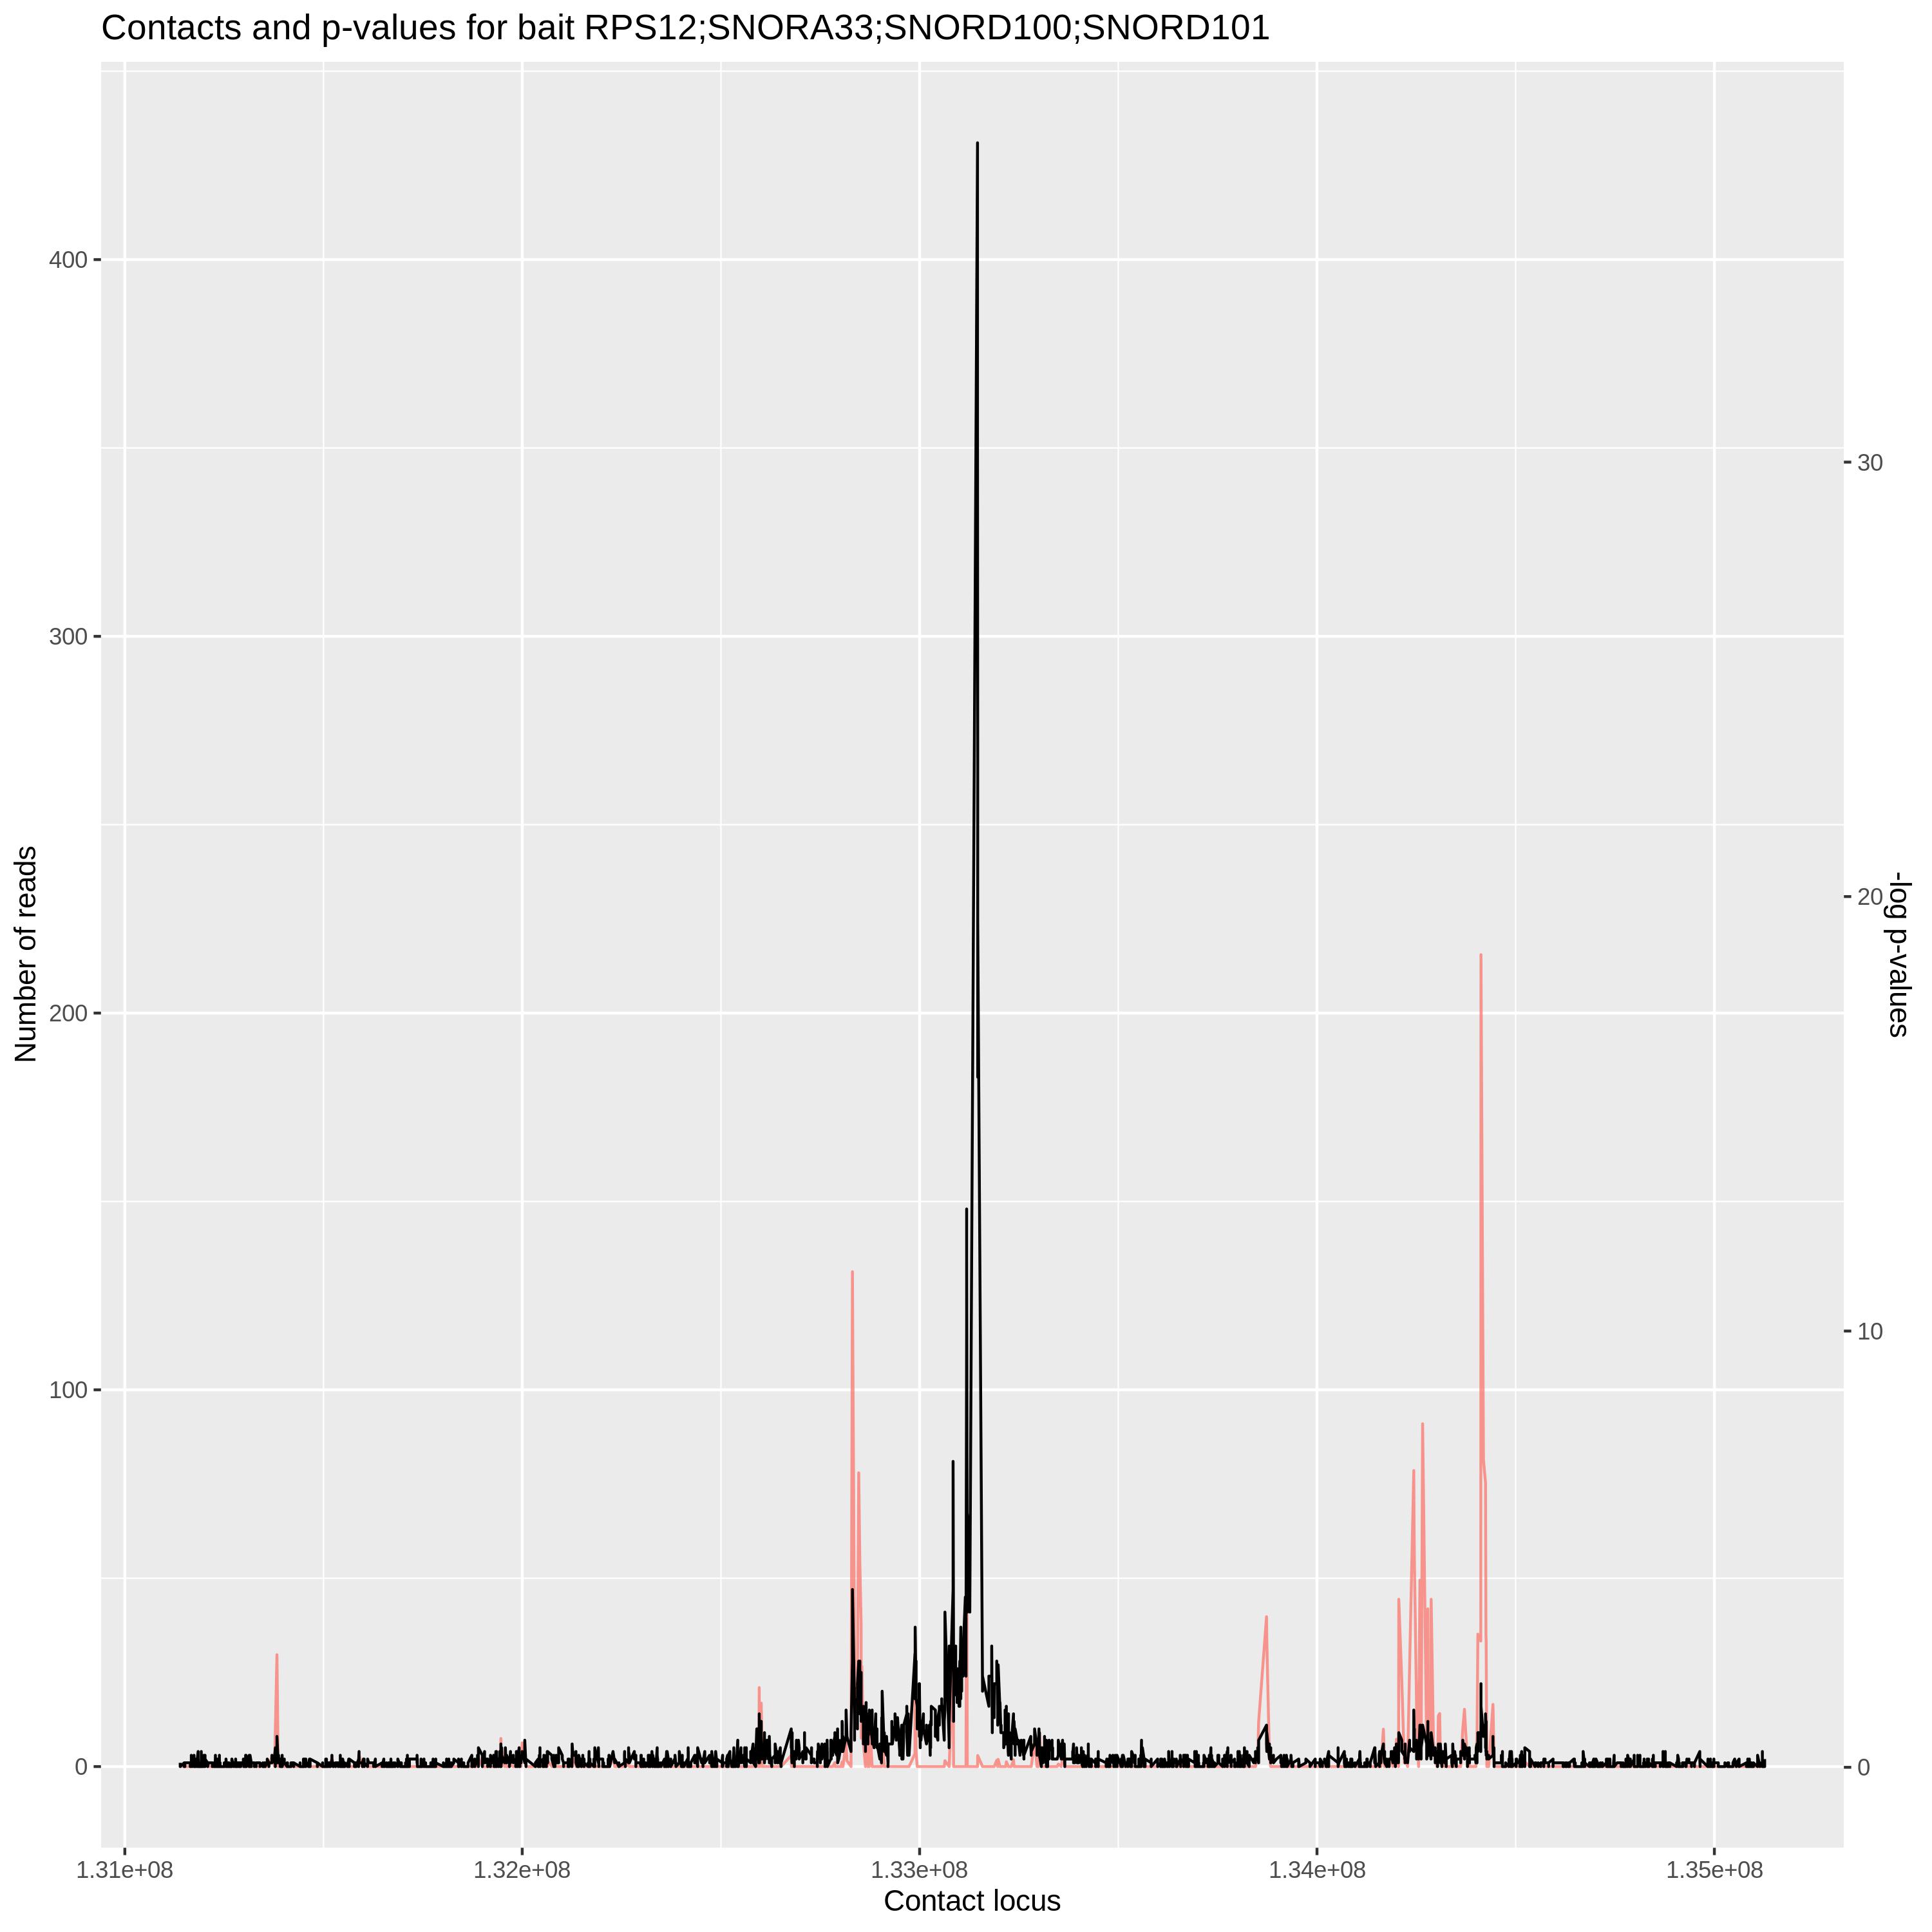 Contacts and p-values for bait RPS12;SNORA33;SNORD100;SNORD101
400
300
200
100
0
Number of reads
30
20
10
0
-log p-values
1.31e+08
1.32e+08
1.33e+08
1.34e+08
1.35e+08
Contact locus